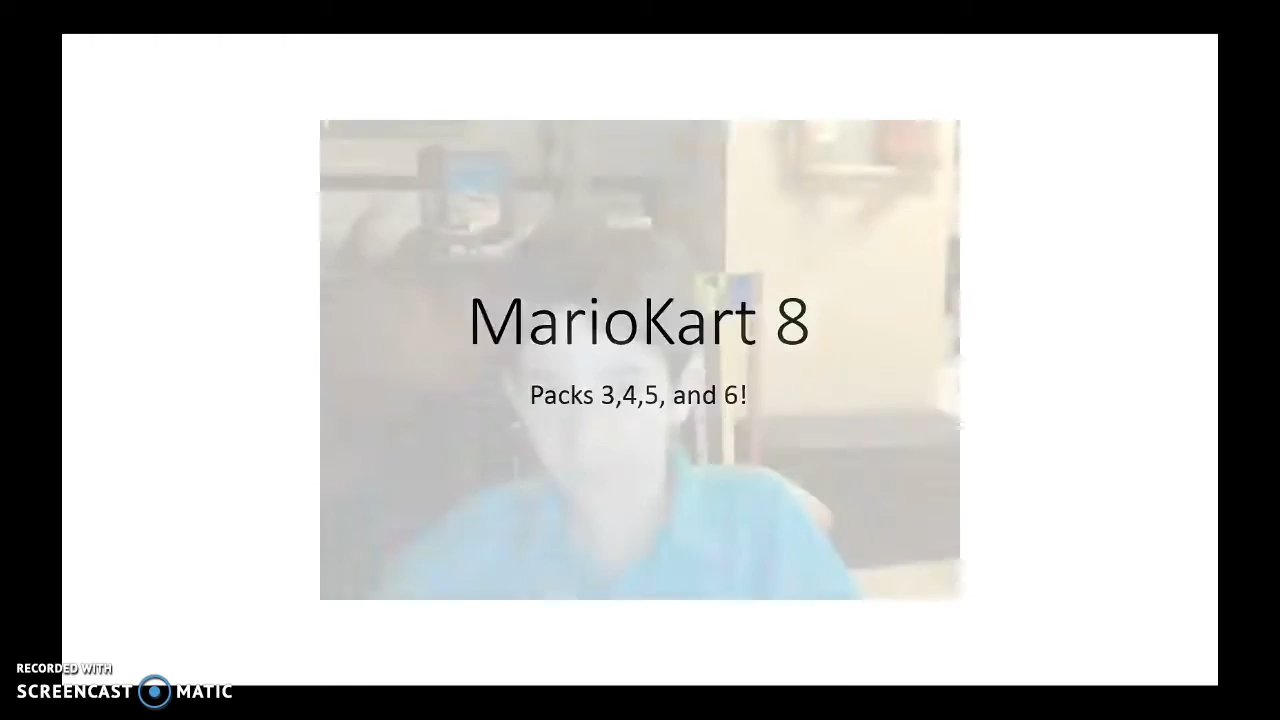 MarioKart 8
Packs 3,4,5, and 6!
RECORDED WITH
SCREENCAST MATIC